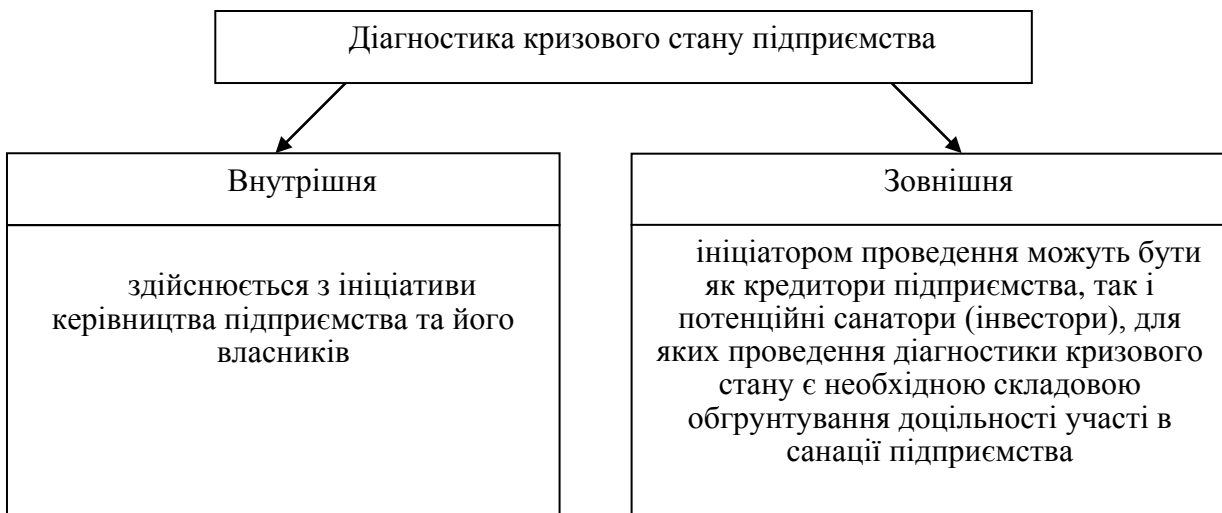 Діагностика кризового стану підприємства
Внутрішня
здійснюється з ініціативи
керівництва підприємства та його
власників
Зовнішня
ініціатором проведення можуть бути
як кредитори підприємства, так і
потенційні санатори (інвестори), для
яких проведення діагностики кризового
стану є необхідною складовою
обгрунтування доцільності участі в
санації підприємства